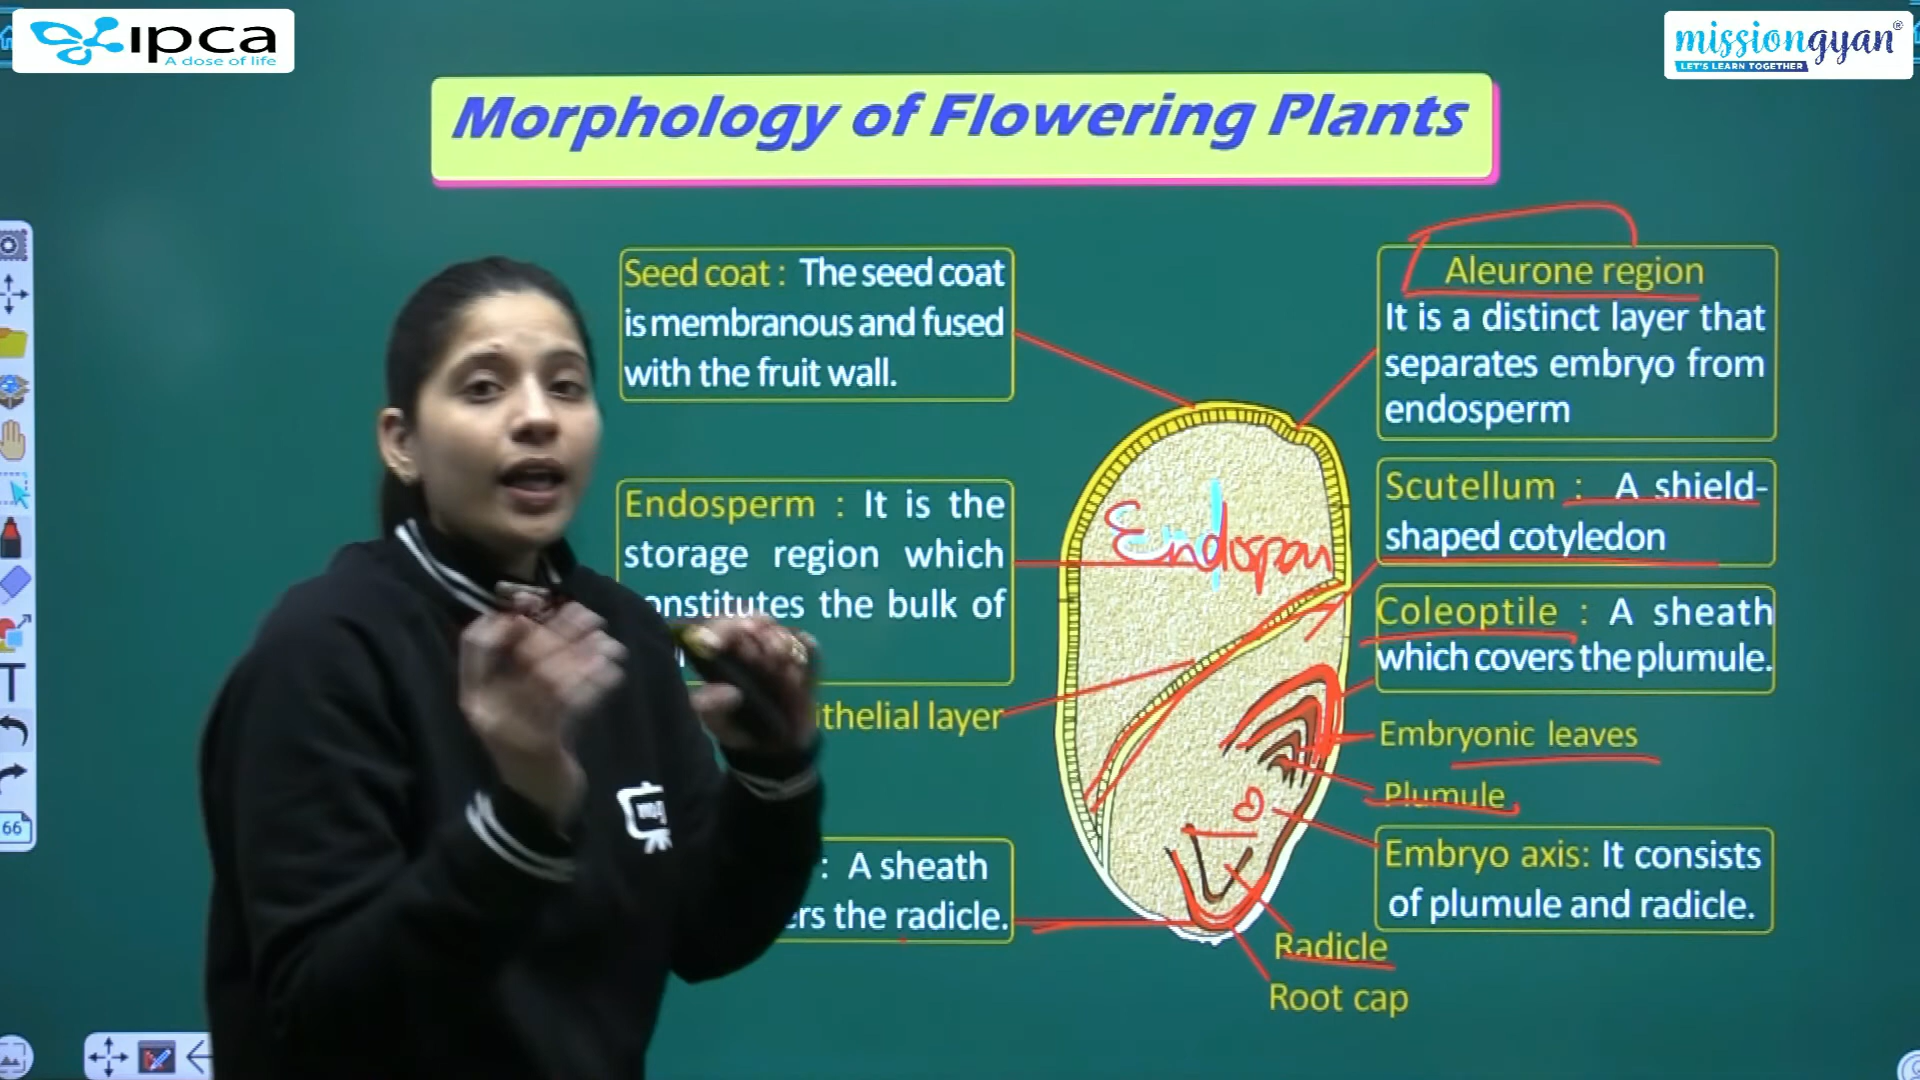 ipca
A dose of life
missiongyan®
LET'S LEARN TOGETHER
Morphology of Flowering Plants
Seed coat : The seed coat
is membranous and fused
with the fruit wall.
Endosperm : It is the
storage region which
constitutes the bulk of
ithelial layer
: A sheath
ers the radicle.
Aleurone region
It is a distinct layer that
separates embryo from
endosperm
Scutellum : A shield-
shaped cotyledon
Coleoptile : A sheath
which covers the plumule.
Embryonic leaves
Plumule
Embryo axis: It consists
of plumule and radicle.
Radicle
Root cap
T
66